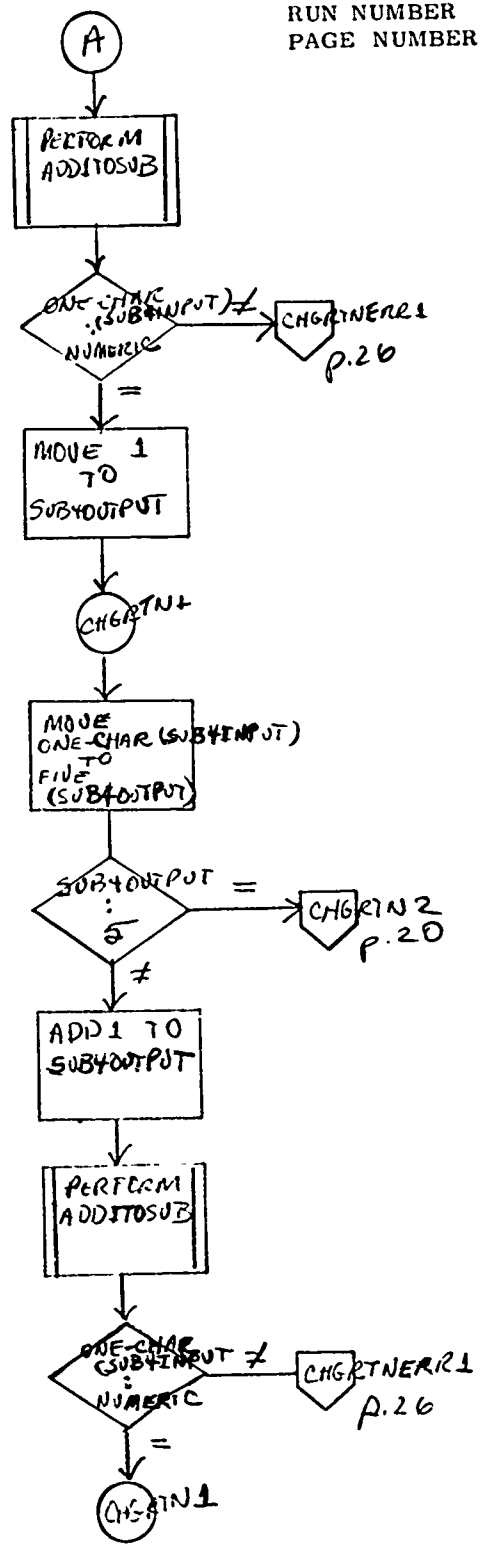 RUN NUMBER
PAGE NUMBER
A
PERFORM
ADD1TOSUB
ONE-CHAR
(SUB4INPUT) ≠
:
NUMERIC
=
CHGRTNERR1
p.26
MOVE 1
TO
SUB4OUTPUT
CHGRTN1
MOVE
ONE-CHAR (SUB4INPUT)
TO
FIVE
(SUB4OUTPUT)
SUB4OUTPUT =
:
5
≠
CHGRTN2
p.20
ADD 1 TO
SUB4OUTPUT
PERFORM
ADD1TOSUB
ONE-CHAR
(SUB4INPUT ≠
:
NUMERIC
=
CHGRTNERR1
p.26
CHGRTN1